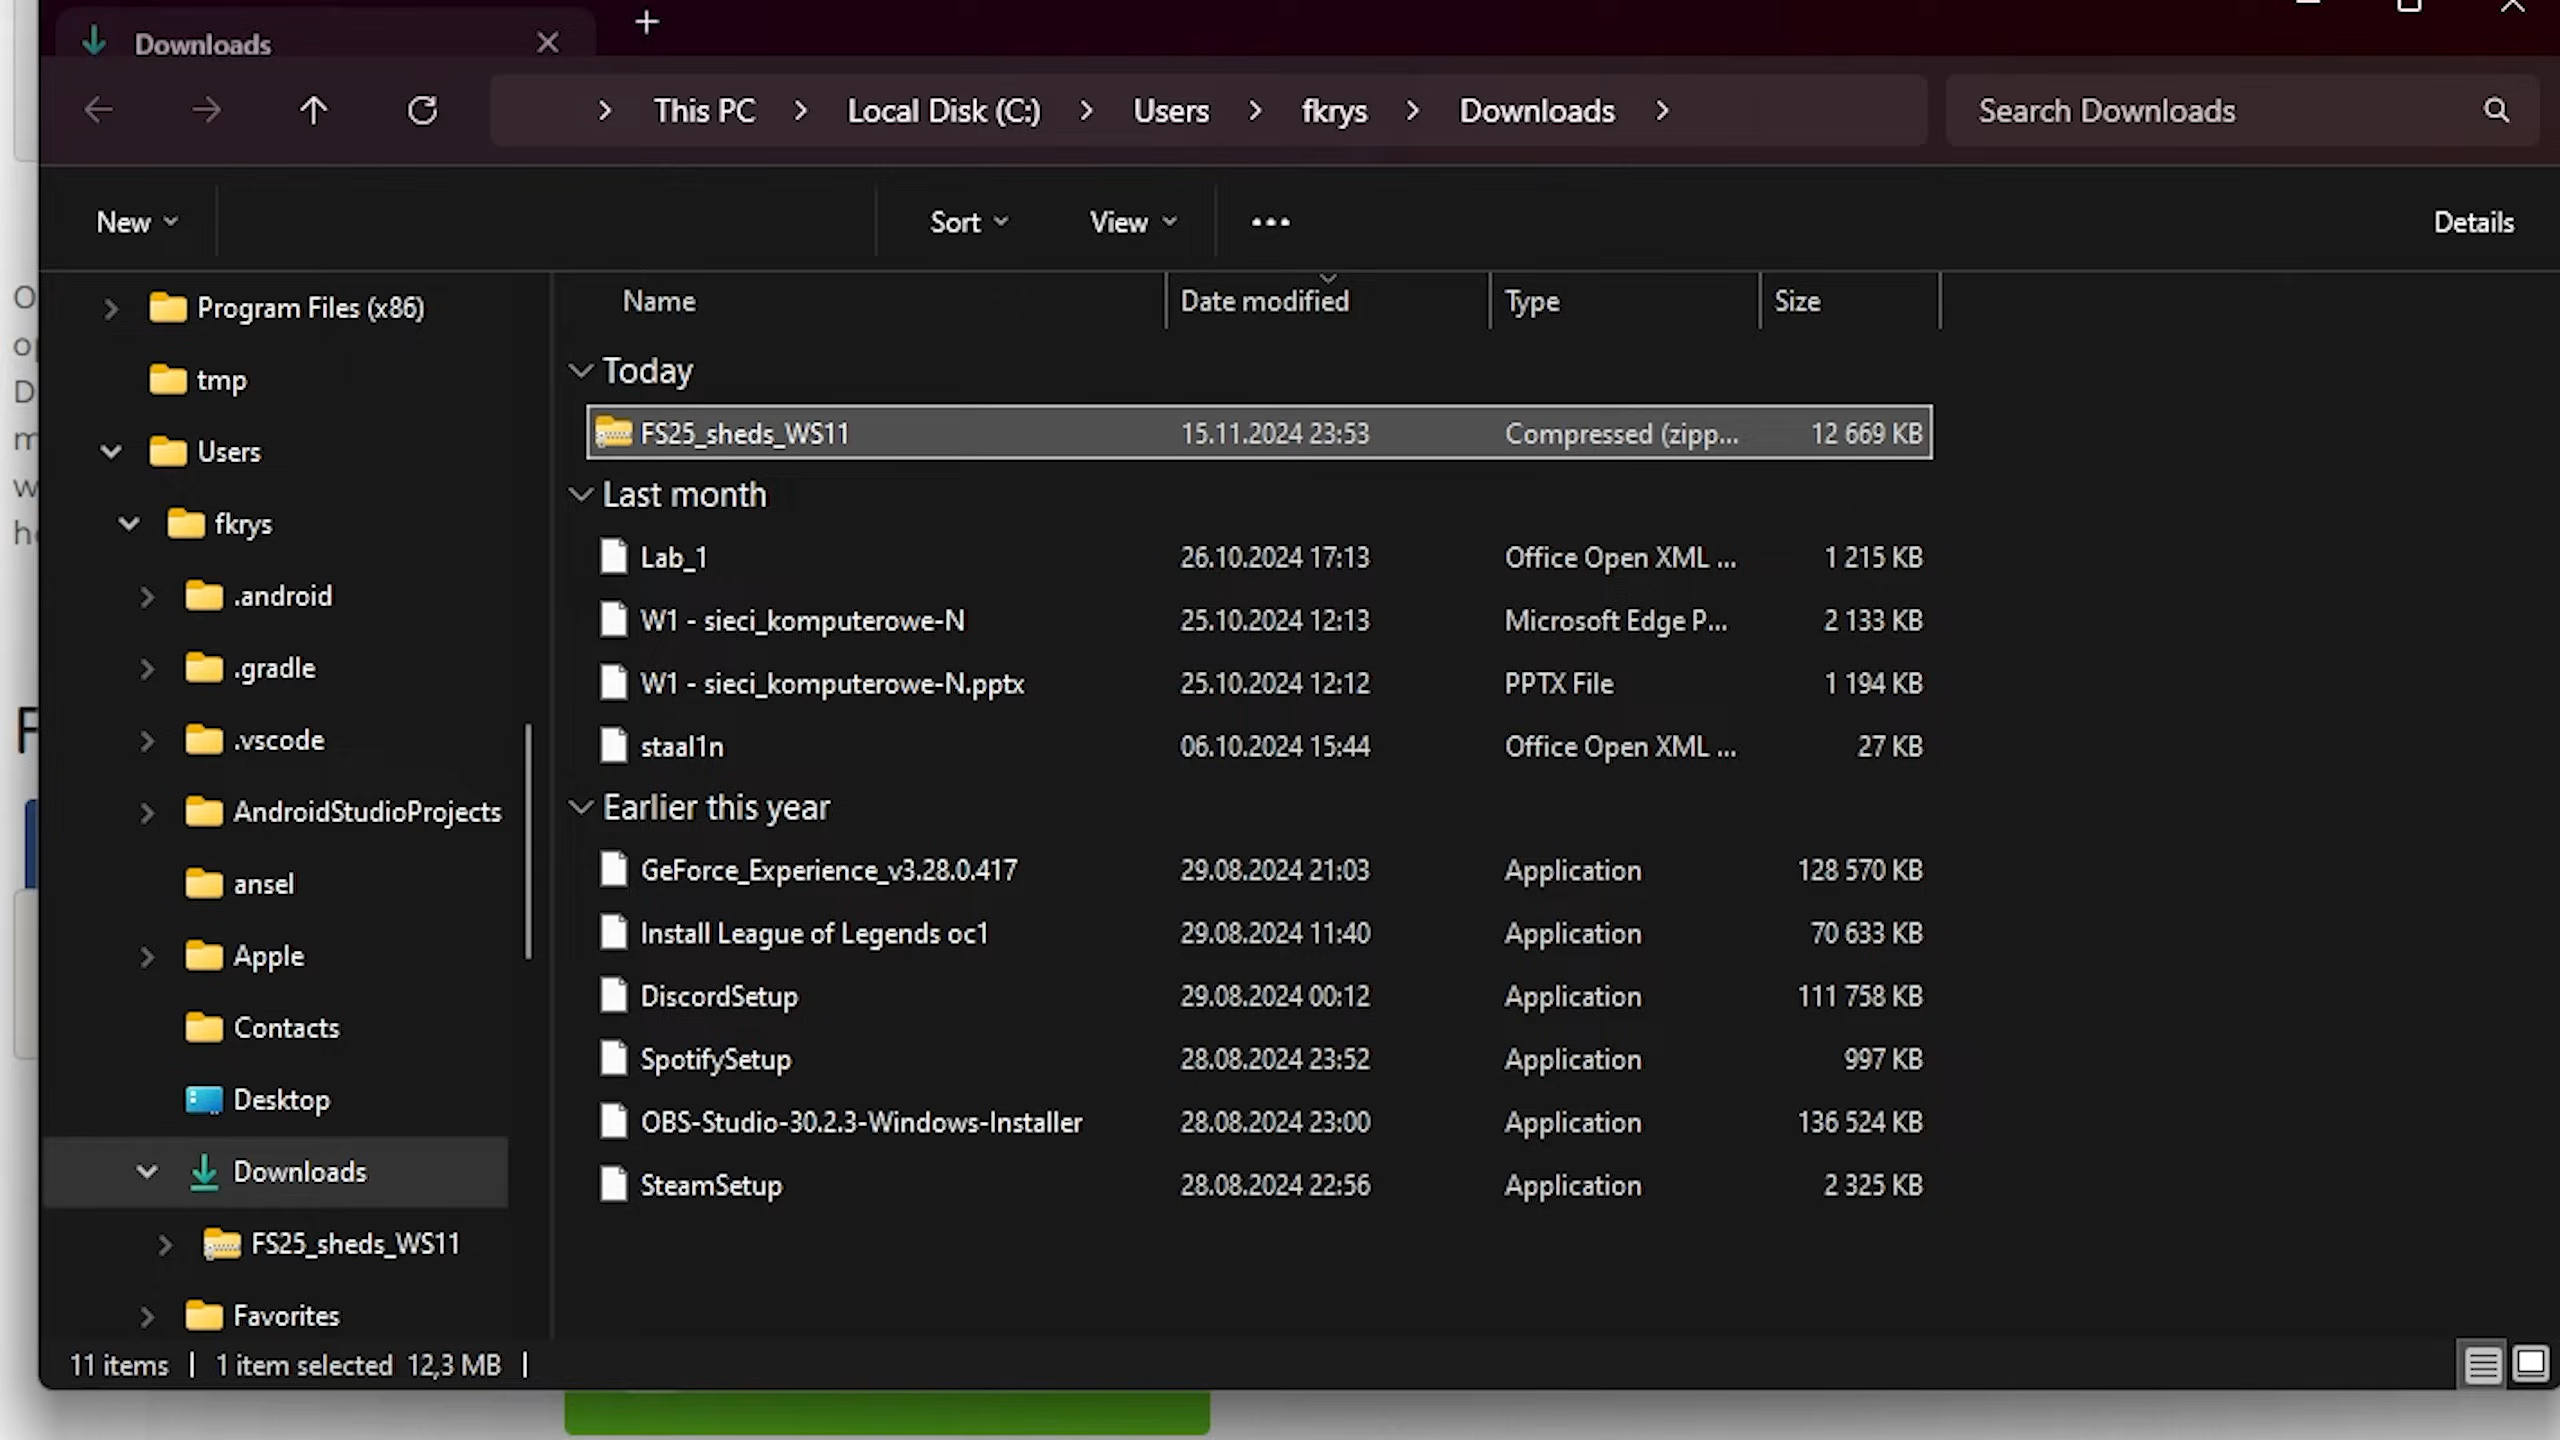 Downloads
This PC
Local Disk (C:)
Users
fkrys
Downloads
Search Downloads
New
Sort
View
Details
Program Files (x86)
tmp
Users
fkrys
.android
.gradle
.vscode
AndroidStudioProjects
ansel
Apple
Contacts
Desktop
Downloads
FS25_sheds_WS11
Favorites
Name Date modified Type Size
Today
FS25_sheds_WS11 15.11.2024 23:53 Compressed (zipp... 12 669 KB
Last month
Lab_1 26.10.2024 17:13 Office Open XML ... 1 215 KB
W1 - sieci_komputerowe-N 25.10.2024 12:13 Microsoft Edge P... 2 133 KB
W1 - sieci_komputerowe-N.pptx 25.10.2024 12:12 PPTX File 1 194 KB
staal1n 06.10.2024 15:44 Office Open XML ... 27 KB
Earlier this year
GeForce_Experience_v3.28.0.417 29.08.2024 21:03 Application 128 570 KB
Install League of Legends oc1 29.08.2024 11:40 Application 70 633 KB
DiscordSetup 29.08.2024 00:12 Application 111 758 KB
SpotifySetup 28.08.2024 23:52 Application 997 KB
OBS-Studio-30.2.3-Windows-Installer 28.08.2024 23:00 Application 136 524 KB
SteamSetup 28.08.2024 22:56 Application 2 325 KB
11 items | 1 item selected 12,3 MB |